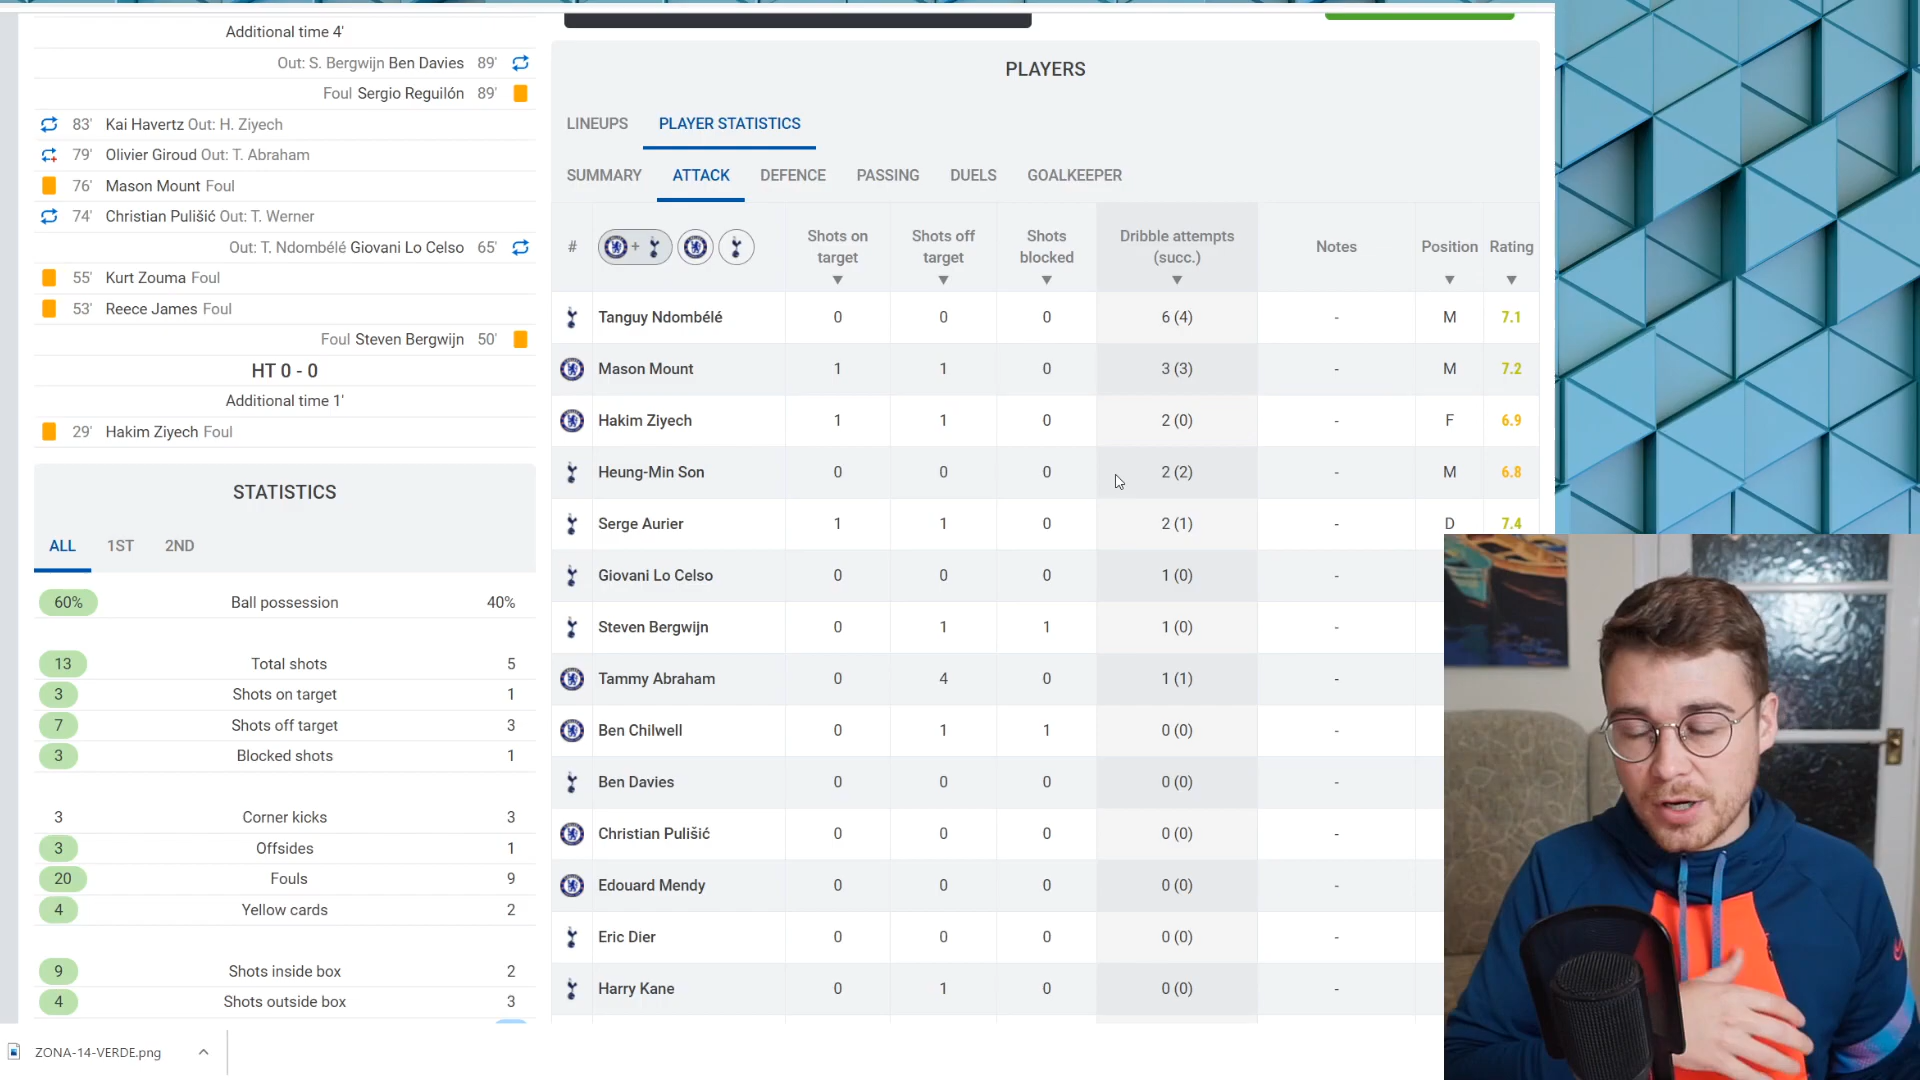 Additional time 4'
Out: S. Bergwijn Ben Davies 89'
Foul Sergio Reguilón 89'
83' Kai Havertz Out: H. Ziyech
79' Olivier Giroud Out: T. Abraham
76' Mason Mount Foul
74' Christian Pulišić Out: T. Werner
Out: T. Ndombélé Giovani Lo Celso 65'
55' Kurt Zouma Foul
53' Reece James Foul
Foul Steven Bergwijn 50'
HT 0 - 0
Additional time 1'
29' Hakim Ziyech Foul
STATISTICS
ALL 1ST 2ND
60% Ball possession 40%
13 Total shots 5
3 Shots on target 1
7 Shots off target 3
3 Blocked shots 1
3 Corner kicks 3
3 Offsides 1
20 Fouls 9
4 Yellow cards 2
9 Shots inside box 2
4 Shots outside box 3
PLAYERS
LINEUPS PLAYER STATISTICS
SUMMARY ATTACK DEFENCE PASSING DUELS GOALKEEPER
# + Shots on target Shots off target Shots blocked Dribble attempts (succ.) Notes Position Rating
Tanguy Ndombélé 0 0 0 6 (4) - M 7.1
Mason Mount 1 1 0 3 (3) - M 7.2
Hakim Ziyech 1 1 0 2 (0) - F 6.9
Heung-Min Son 0 0 0 2 (2) - M 6.8
Serge Aurier 1 1 0 2 (1) - D 7.4
Giovani Lo Celso 0 0 0 1 (0) -
Steven Bergwijn 0 1 1 1 (0) -
Tammy Abraham 0 4 0 1 (1) -
Ben Chilwell 0 1 1 0 (0) -
Ben Davies 0 0 0 0 (0) -
Christian Pulišić 0 0 0 0 (0) -
Edouard Mendy 0 0 0 0 (0) -
Eric Dier 0 0 0 0 (0) -
Harry Kane 0 1 0 0 (0) -
ZONA-14-VERDE.png